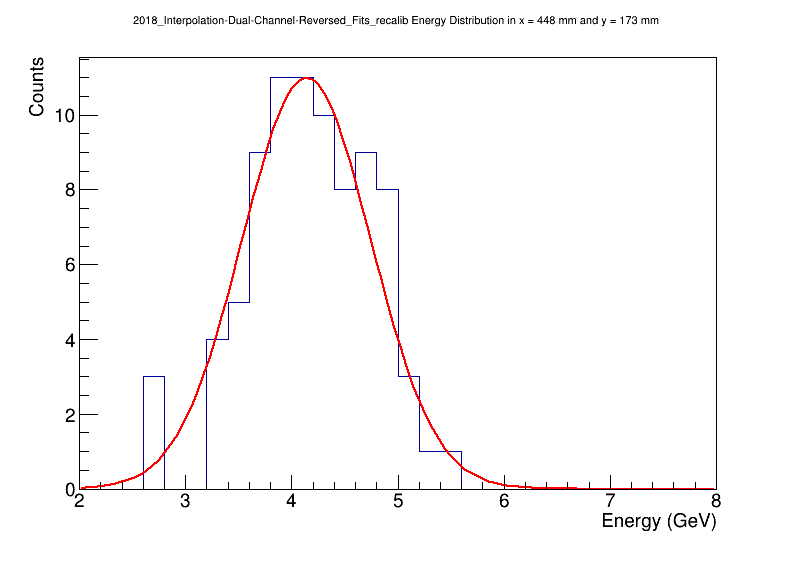 2018_Interpolation-Dual-Channel-Reversed_Fits_recalib Energy Distribution in x = 448 mm and y = 173 mm
Counts
10
8
6
4
2
0
2 3 4 5 6 7 8
Energy (GeV)